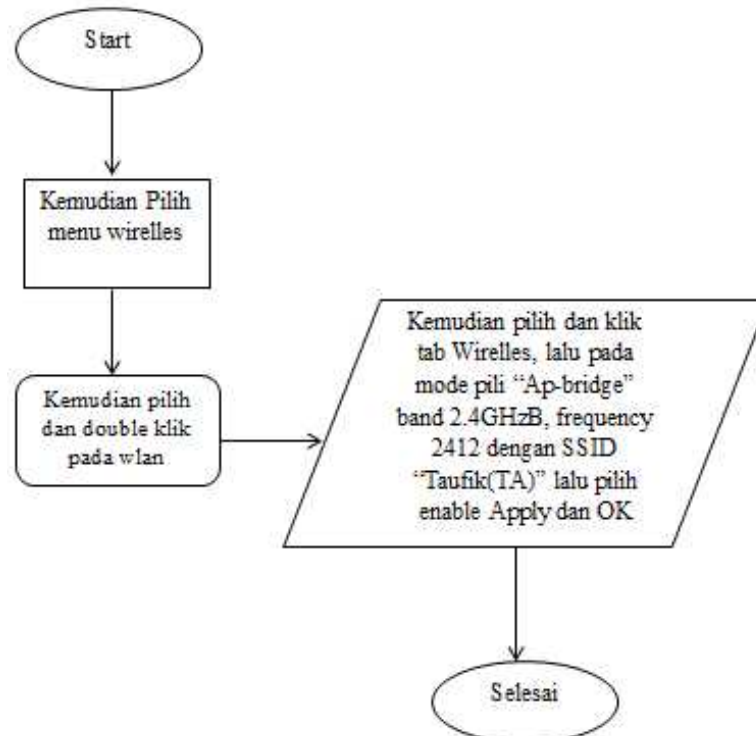 Start
Kemudian Pilih
menu wirelles
Kemudian pilih
dan double klik
pada wlan
Kemudian pilih dan klik
tab Wirelles, lalu pada
mode pili “Ap-bridge”
band 2.4GHzB, frequency
2412 dengan SSID
“Taufik(TA)” lalu pilih
enable Apply dan OK
Selesai